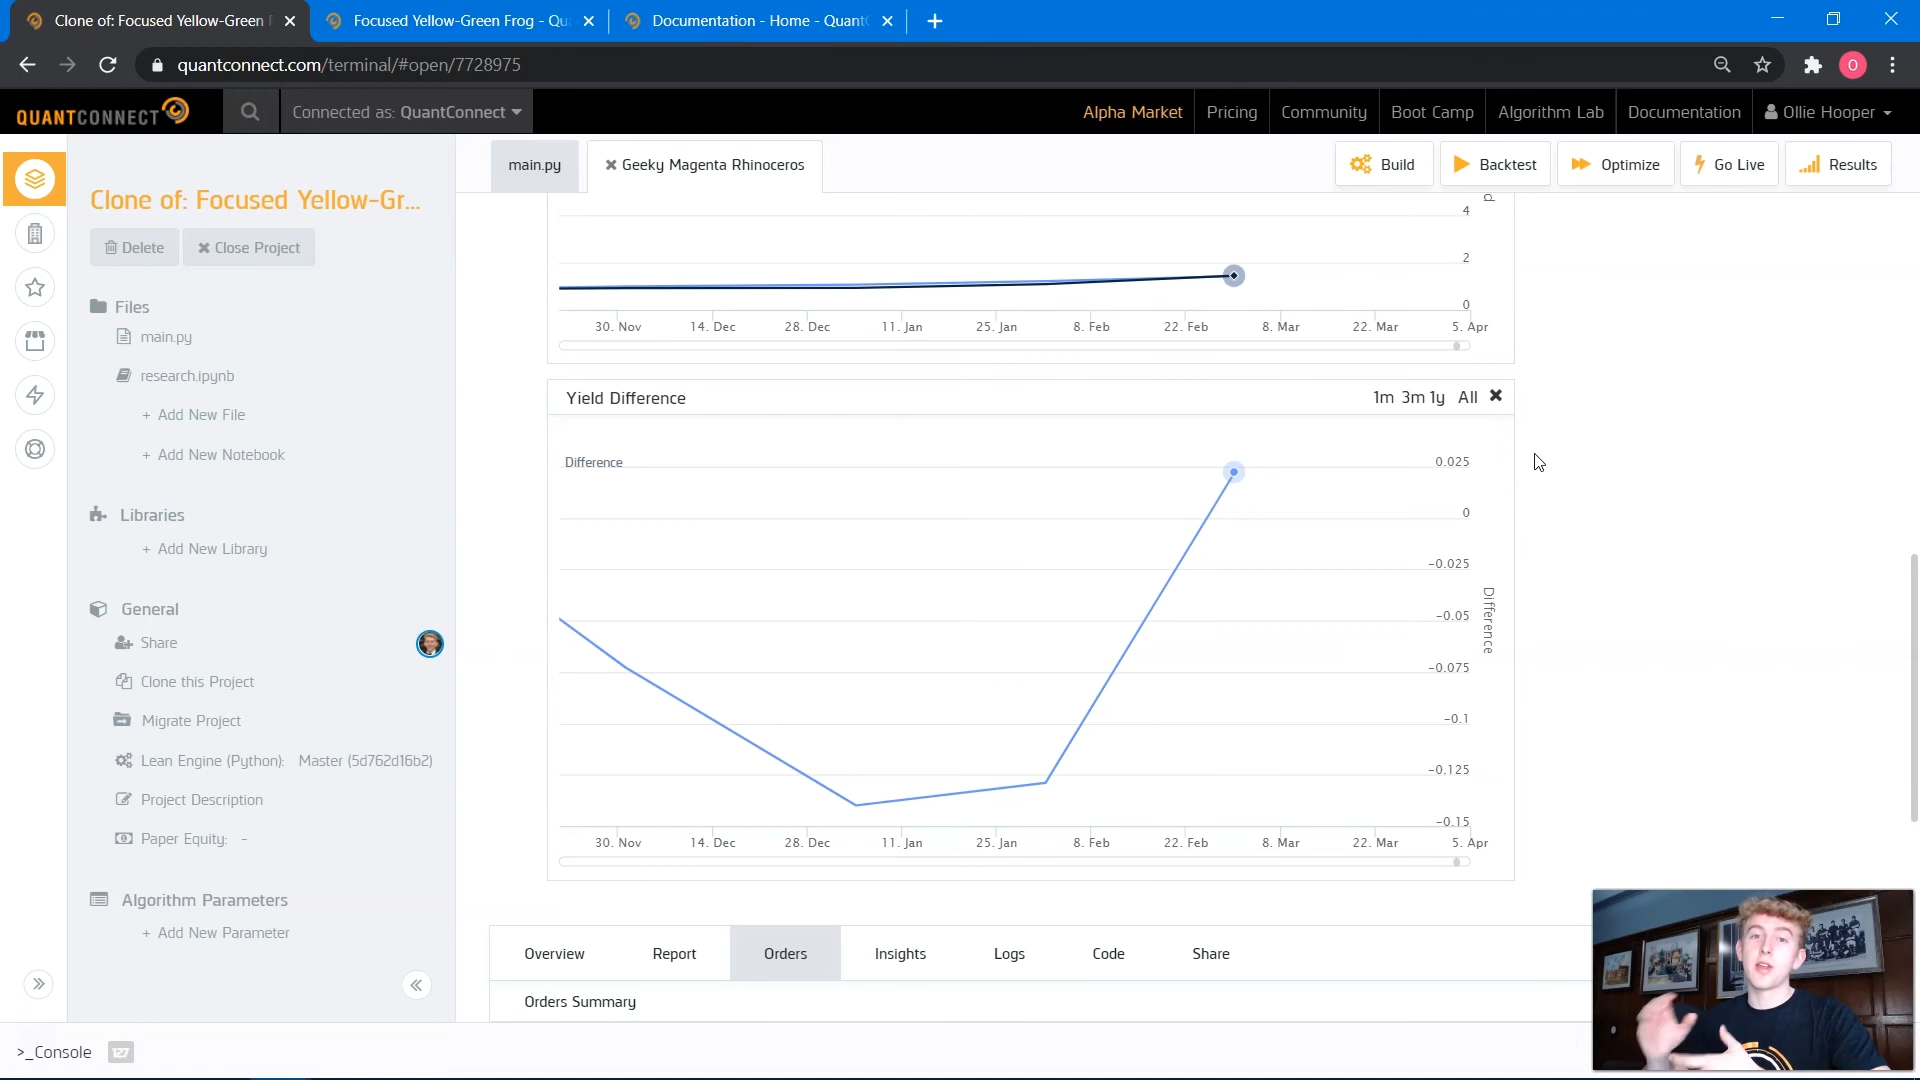 Clone of: Focused Yellow-Green F
Focused Yellow-Green Frog - Qu
Documentation - Home - QuantC
quantconnect.com/terminal/#open/7728975
O
QUANTCONNECT
Connected as: QuantConnect
Alpha Market
Pricing
Community
Boot Camp
Algorithm Lab
Documentation
Ollie Hooper
main.py
Geeky Magenta Rhinoceros
Build
Backtest
Optimize
Go Live
Results
Clone of: Focused Yellow-Gr...
Delete
Close Project
Files
main.py
research.ipynb
+ Add New File
+ Add New Notebook
Libraries
+ Add New Library
General
Share
Clone this Project
Migrate Project
Lean Engine (Python): Master (5d762d16b2)
Project Description
Paper Equity: -
Algorithm Parameters
+ Add New Parameter
4
2
0
30. Nov 14. Dec 28. Dec 11. Jan 25. Jan 8. Feb 22. Feb 8. Mar 22. Mar 5. Apr
Yield Difference
1m 3m 1y All
Difference
0.025
0
-0.025
-0.05
-0.075
-0.1
-0.125
-0.15
Difference
30. Nov 14. Dec 28. Dec 11. Jan 25. Jan 8. Feb 22. Feb 8. Mar 22. Mar 5. Apr
Overview
Report
Orders
Insights
Logs
Code
Share
Orders Summary
>_Console 127